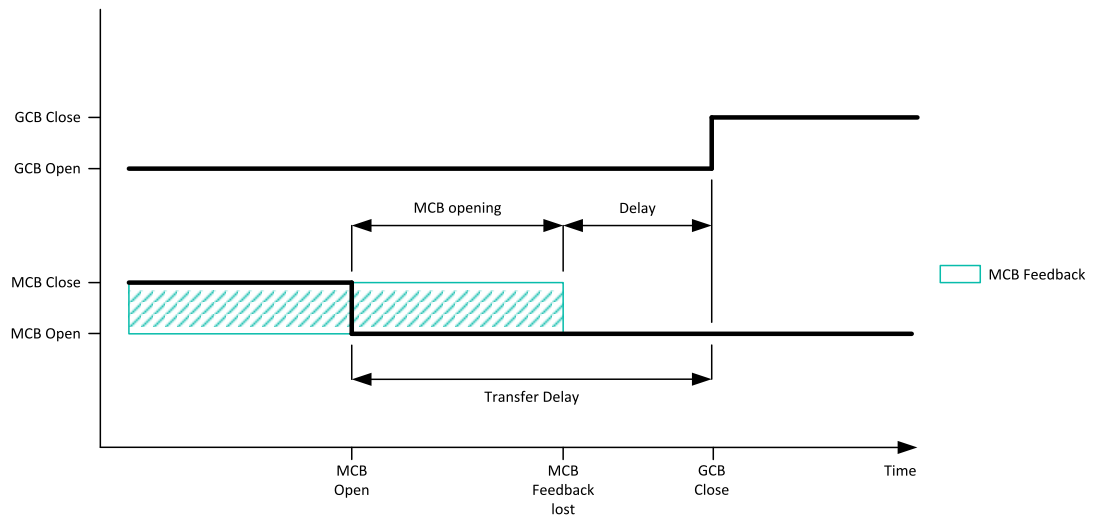 GCB Close
GCB Open
MCB opening
Delay
MCB Close
MCB Feedback
MCB Open
Transfer Delay
MCB
Open
MCB
Feedback
lost
GCB
Close
Time